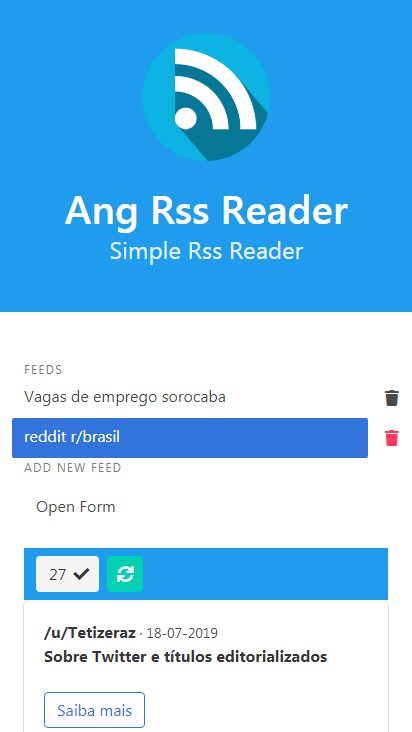 Ang Rss Reader
Simple Rss Reader
FEEDS
Vagas de emprego sorocaba
reddit r/brasil
ADD NEW FEED
Open Form
27
/u/Tetizeraz · 18-07-2019
Sobre Twitter e títulos editorializados
Saiba mais